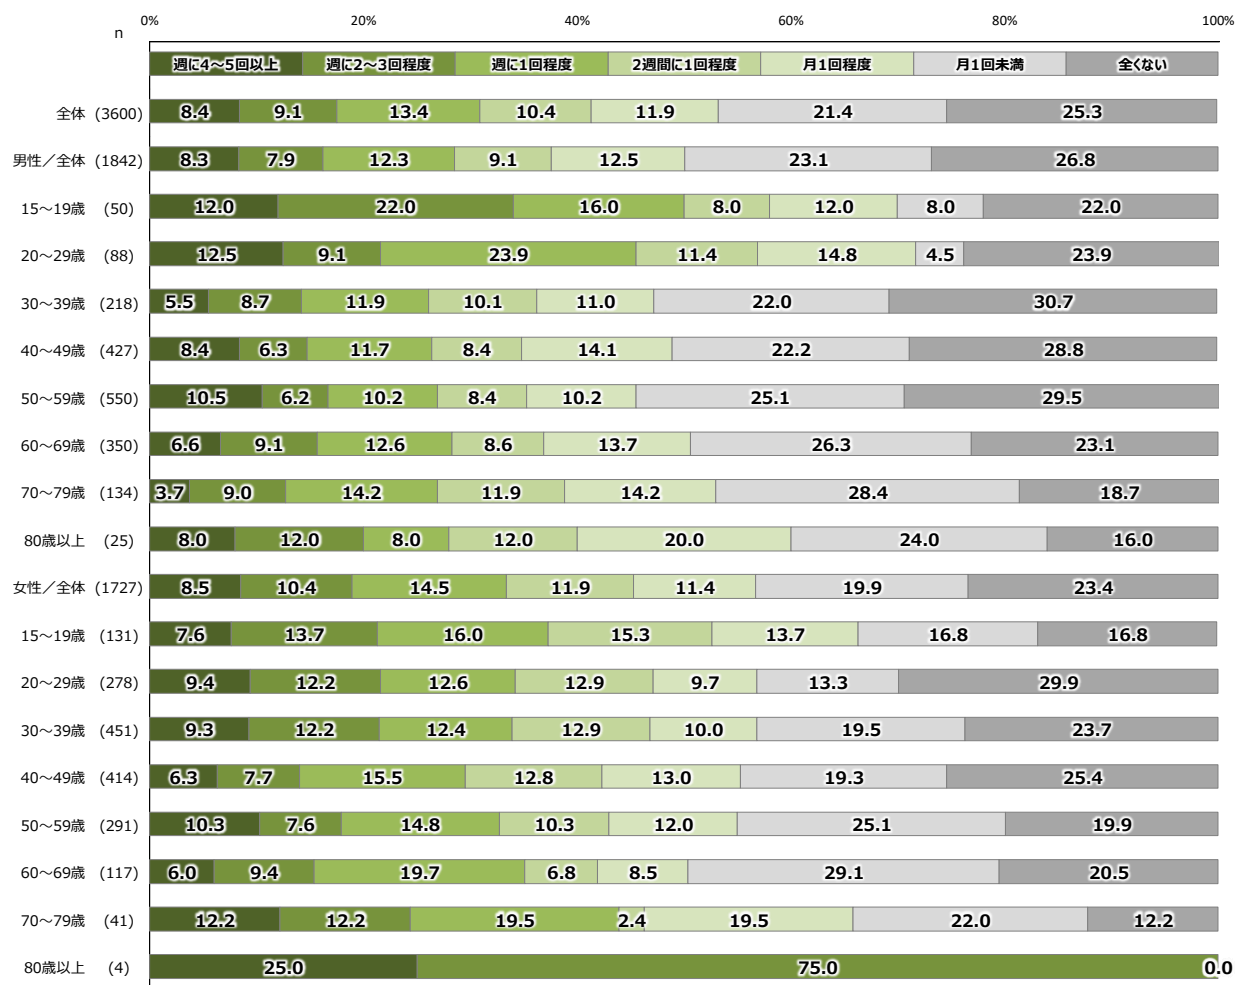 0% 20% 40% 60% 80% 100%
n
週に4～5回以上 週に2～3回程度 週に1回程度 2週間に1回程度 月1回程度 月1回未満 全くない
全体 (3600) 8.4 9.1 13.4 10.4 11.9 21.4 25.3
男性／全体 (1842) 8.3 7.9 12.3 9.1 12.5 23.1 26.8
15～19歳 (50) 12.0 22.0 16.0 8.0 12.0 8.0 22.0
20～29歳 (88) 12.5 9.1 23.9 11.4 14.8 4.5 23.9
30～39歳 (218) 5.5 8.7 11.9 10.1 11.0 22.0 30.7
40～49歳 (427) 8.4 6.3 11.7 8.4 14.1 22.2 28.8
50～59歳 (550) 10.5 6.2 10.2 8.4 10.2 25.1 29.5
60～69歳 (350) 6.6 9.1 12.6 8.6 13.7 26.3 23.1
70～79歳 (134) 3.7 9.0 14.2 11.9 14.2 28.4 18.7
80歳以上 (25) 8.0 12.0 8.0 12.0 20.0 24.0 16.0
女性／全体 (1727) 8.5 10.4 14.5 11.9 11.4 19.9 23.4
15～19歳 (131) 7.6 13.7 16.0 15.3 13.7 16.8 16.8
20～29歳 (278) 9.4 12.2 12.6 12.9 9.7 13.3 29.9
30～39歳 (451) 9.3 12.2 12.4 12.9 10.0 19.5 23.7
40～49歳 (414) 6.3 7.7 15.5 12.8 13.0 19.3 25.4
50～59歳 (291) 10.3 7.6 14.8 10.3 12.0 25.1 19.9
60～69歳 (117) 6.0 9.4 19.7 6.8 8.5 29.1 20.5
70～79歳 (41) 12.2 12.2 19.5 2.4 19.5 22.0 12.2
80歳以上 (4) 25.0 75.0 0.0